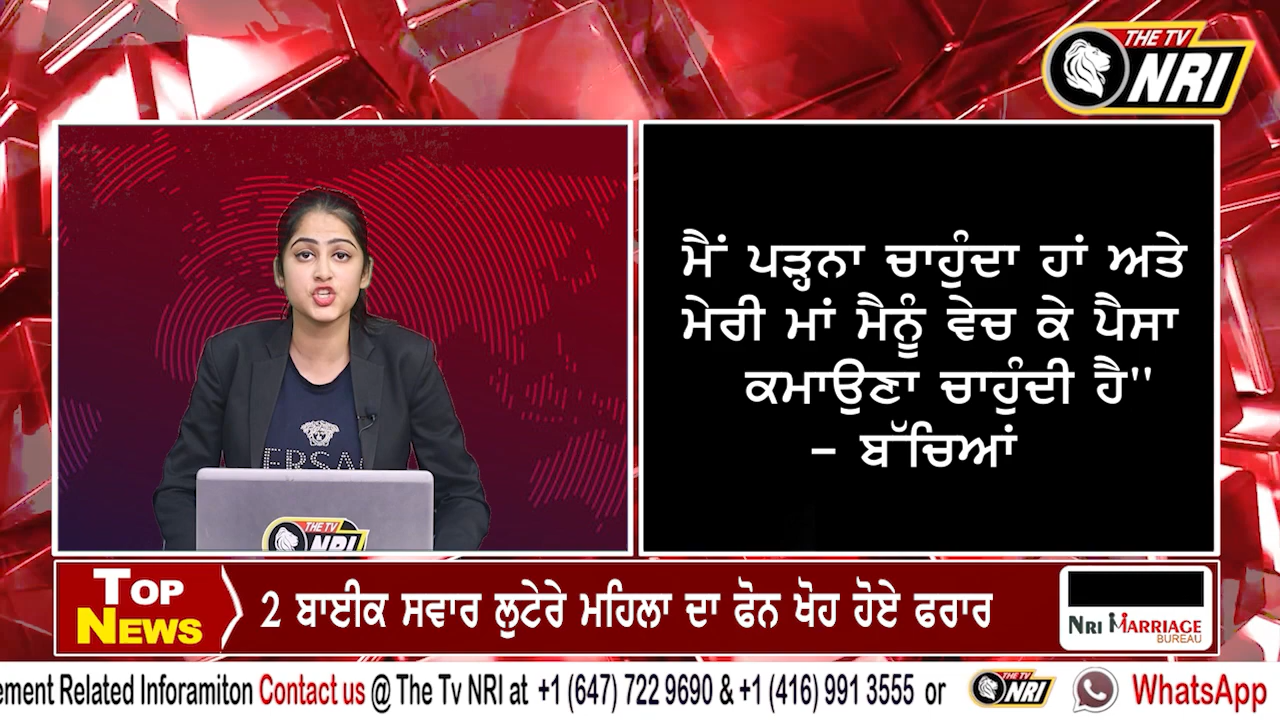 THE TV
NRI
ਮੈਂ ਪੜ੍ਹਨਾ ਚਾਹੁੰਦਾ ਹਾਂ ਅਤੇ
ਮੇਰੀ ਮਾਂ ਮੈਨੂੰ ਵੇਚ ਕੇ ਪੈਸਾ
ਕਮਾਉਣਾ ਚਾਹੁੰਦੀ ਹੈ"
– ਬੱਚਿਆਂ
ERSAC
THE TV
NRI
TOP
NEWS
2 ਬਾਈਕ ਸਵਾਰ ਲੁਟੇਰੇ ਮਹਿਲਾ ਦਾ ਫੋਨ ਖੋਹ ਹੋਏ ਫਰਾਰ
NRI MARRIAGE
BUREAU
ement Related Inforamiton Contact us @ The Tv NRI at +1 (647) 722 9690 & +1 (416) 991 3555 or THE TV NRI WhatsApp